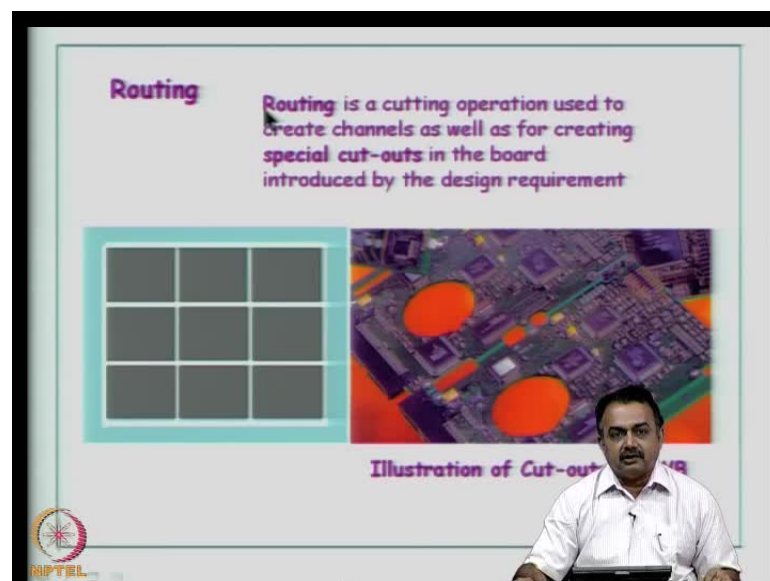 Routing
Routing is a cutting operation used to
create channels as well as for creating
special cut-outs in the board
introduced by the design requirement
Illustration of Cut-out
NPTEL